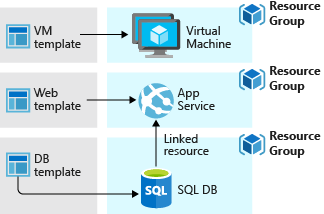 VM
template
Virtual
Machine
Resource
Group
Web
template
App
Service
Resource
Group
Linked
resource
DB
template
SQL
SQL DB
Resource
Group